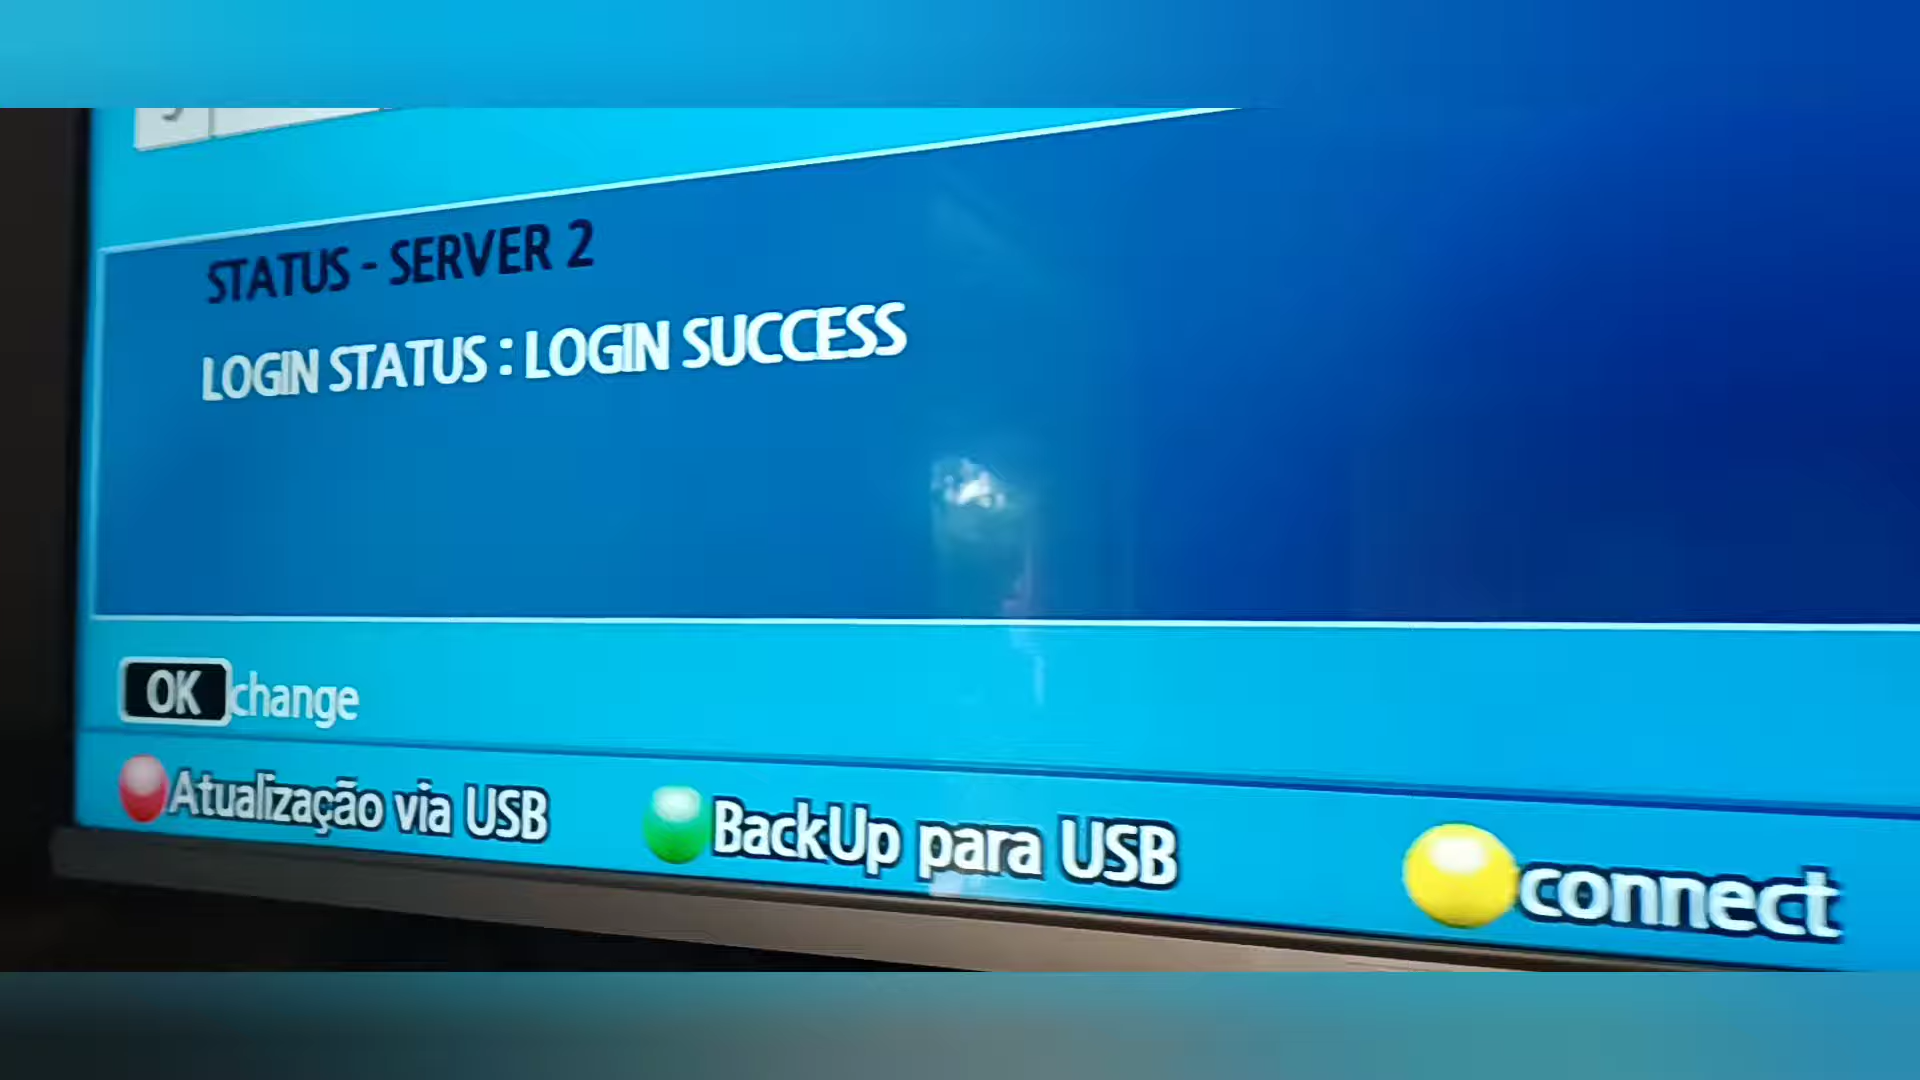 STATUS - SERVER 2
LOGIN STATUS : LOGIN SUCCESS
OK change
Atualização via USB
BackUp para USB
connect